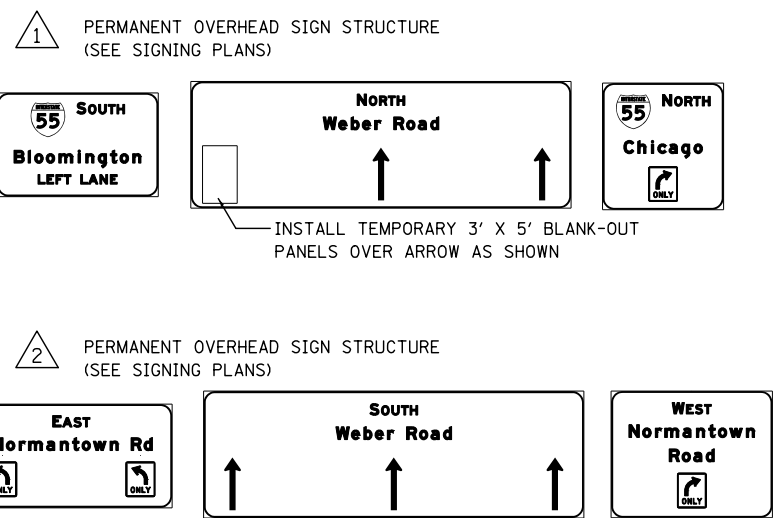 1
PERMANENT OVERHEAD SIGN STRUCTURE
(SEE SIGNING PLANS)
INTERSTATE
55
SOUTH
Bloomington
LEFT LANE
NORTH
Weber Road
INTERSTATE
55
NORTH
Chicago
ONLY
INSTALL TEMPORARY 3' X 5' BLANK-OUT
PANELS OVER ARROW AS SHOWN
2
PERMANENT OVERHEAD SIGN STRUCTURE
(SEE SIGNING PLANS)
EAST
Normantown Rd
ONLY
ONLY
SOUTH
Weber Road
WEST
Normantown
Road
ONLY